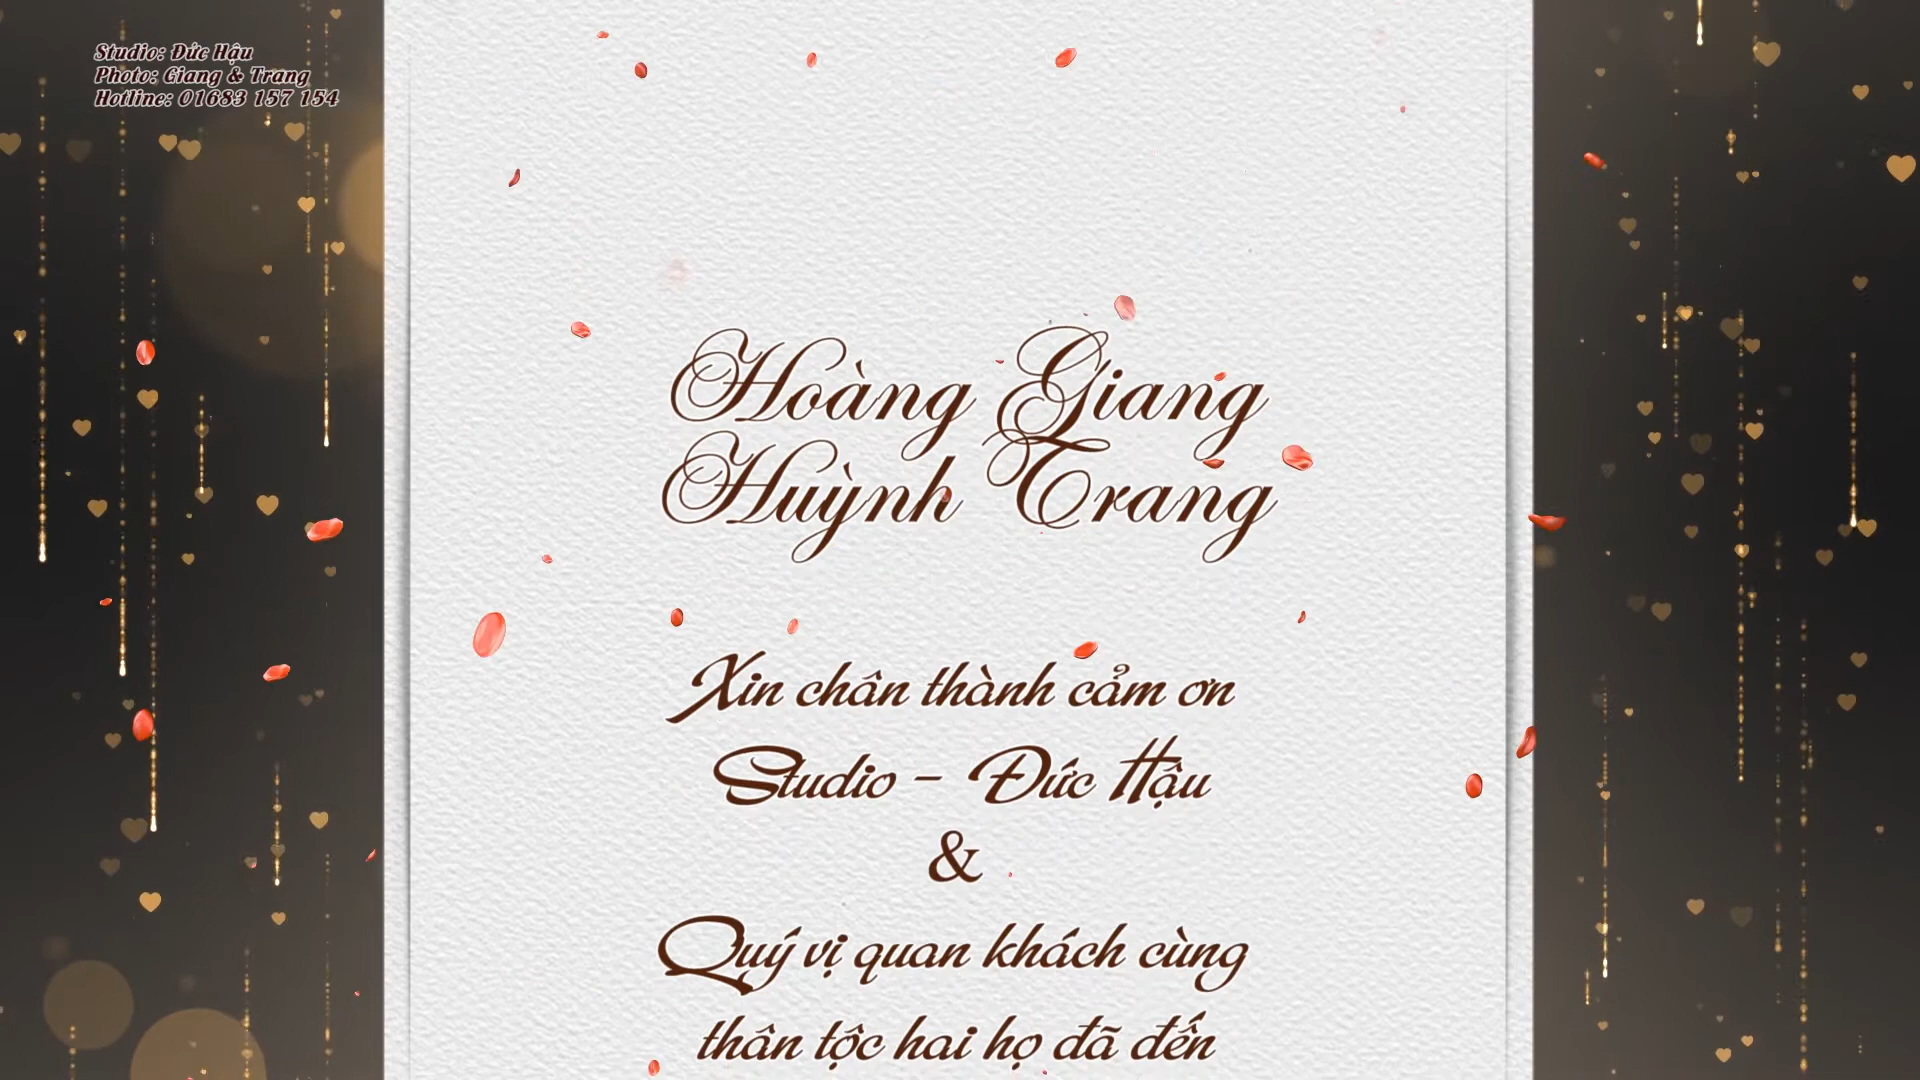 Studio: Đức Hậu
Photo: Giang & Trang
Hotline: 01683 157 154
Hoàng Giang
Huỳnh Trang
Xin chân thành cảm ơn
Studio - Đức Hậu
&
Quý vị quan khách cùng
thân tộc hai họ đã đến